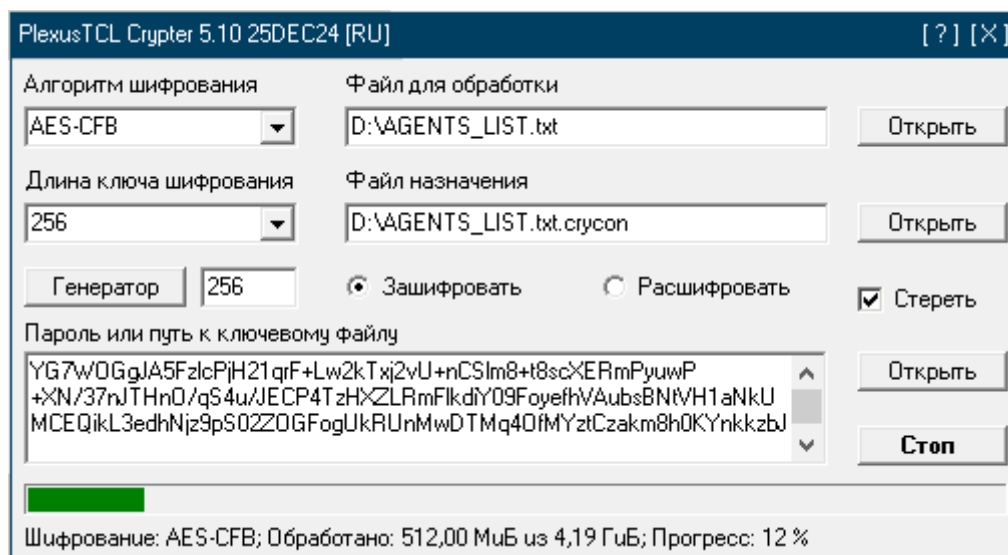 PlexusTCL Crypter 5.10 25DEC24 [RU] [ ? ] [X]
Алгоритм шифрования Файл для обработки
AES-CFB D:\AGENTS_LIST.txt Открыть
Длина ключа шифрования Файл назначения
256 D:\AGENTS_LIST.txt.crycon Открыть
Генератор 256 Зашифровать Расшифровать Стереть
Пароль или путь к ключевому файлу
YG7WOGgJA5FzIcPjH21qrF+Lw2kTxj2vU+nCSIm8+t8scXERmPyuwP Открыть
+XN/37nJTHnO/qS4u/JECP4TzHXZLRmFIkdiY09FoyefhVAubsBNtVH1aNkU
MCEQikL3edhNjz9pS02ZOGFogUkRUnMwDTMq4OfMYztCzakm8h0KYnkkzbJ Стоп
Шифрование: AES-CFB; Обработано: 512,00 МиБ из 4,19 ГиБ; Прогресс: 12 %